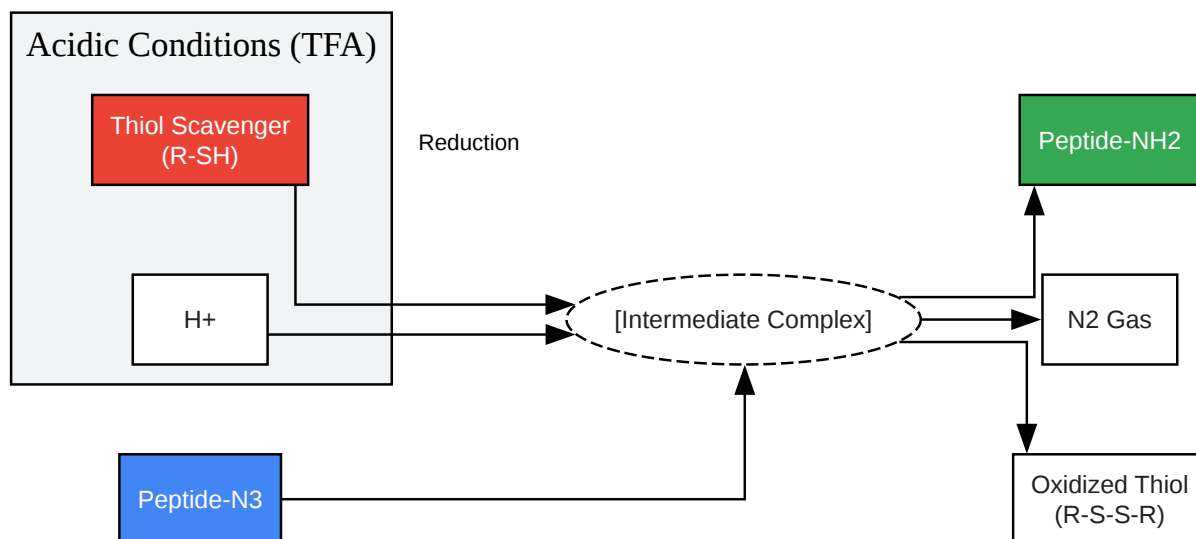 Acidic Conditions (TFA)
Thiol Scavenger
(R-SH)
Reduction
Peptide-NH2
H+
[Intermediate Complex]
N2 Gas
Peptide-N3
Oxidized Thiol
(R-S-S-R)